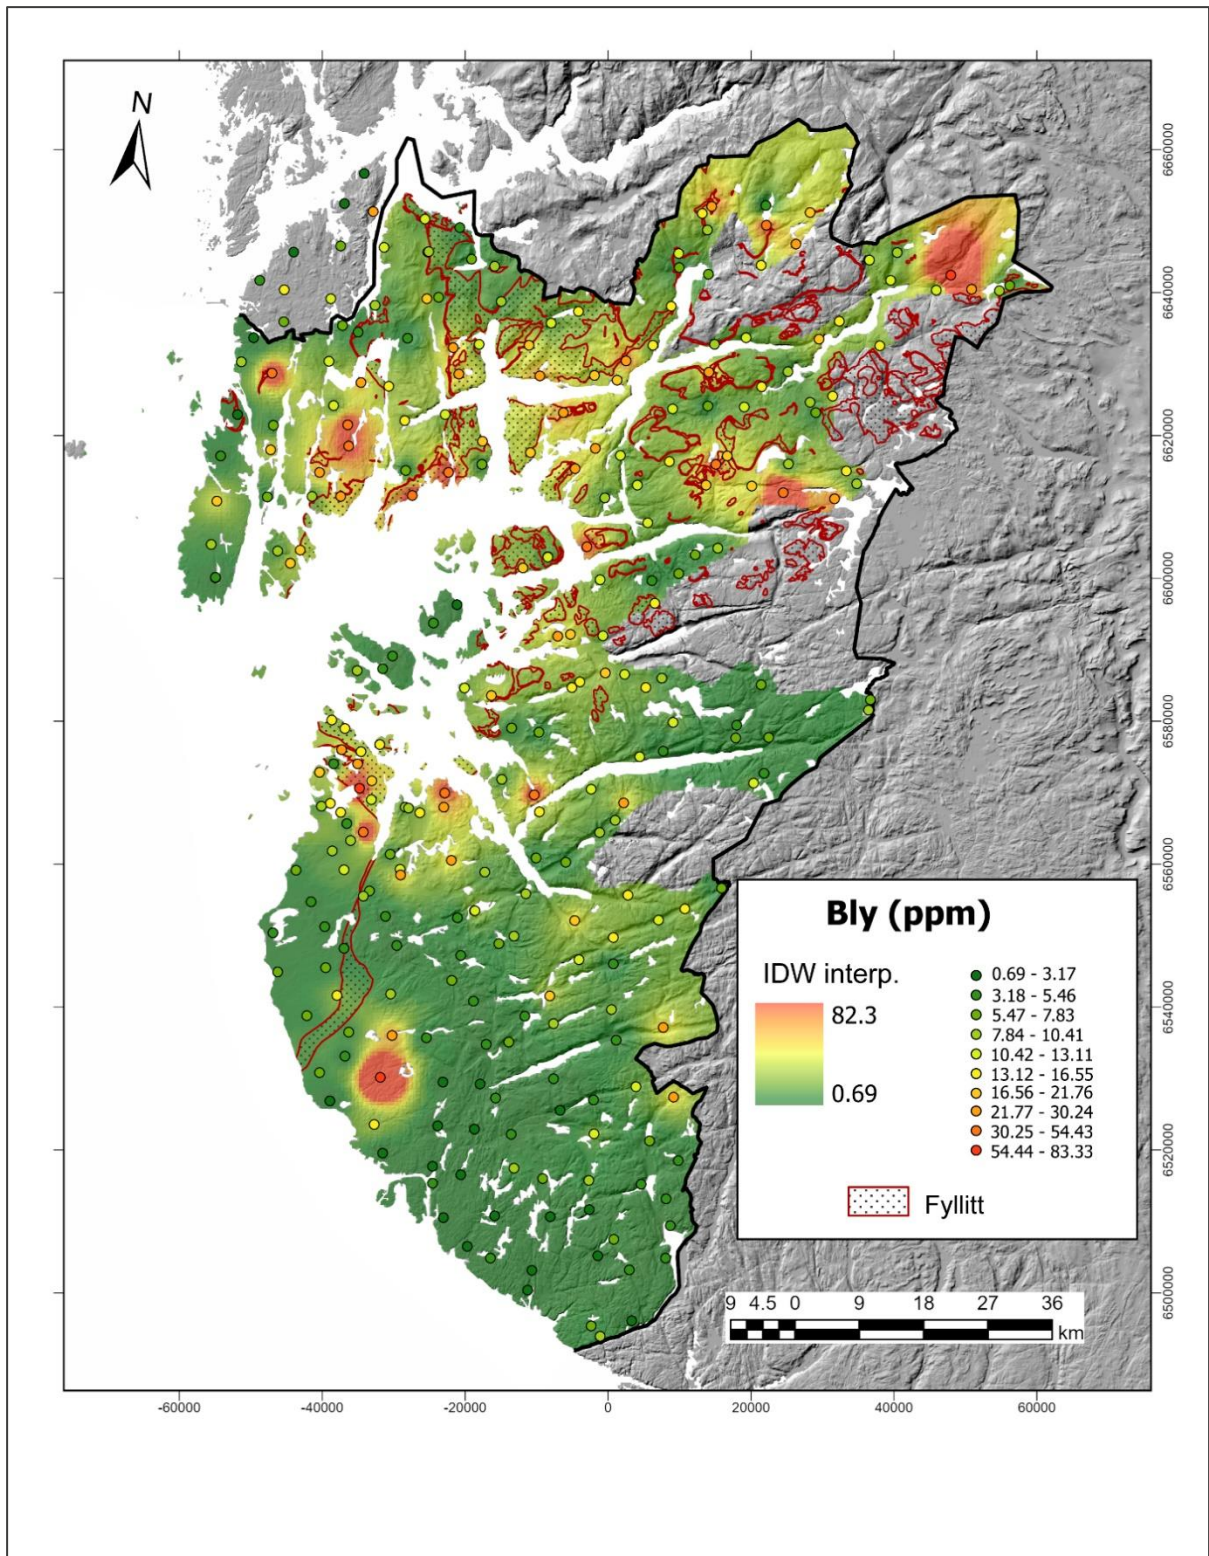 N
6660000
6640000
6620000
6600000
6580000
6560000
6540000
6520000
6500000
Bly (ppm)
IDW interp.
82.3
0.69
0.69 - 3.17
3.18 - 5.46
5.47 - 7.83
7.84 - 10.41
10.42 - 13.11
13.12 - 16.55
16.56 - 21.76
21.77 - 30.24
30.25 - 54.43
54.44 - 83.33
Fyllitt
9 4.5 0 9 18 27 36
km
-60000 -40000 -20000 0 20000 40000 60000